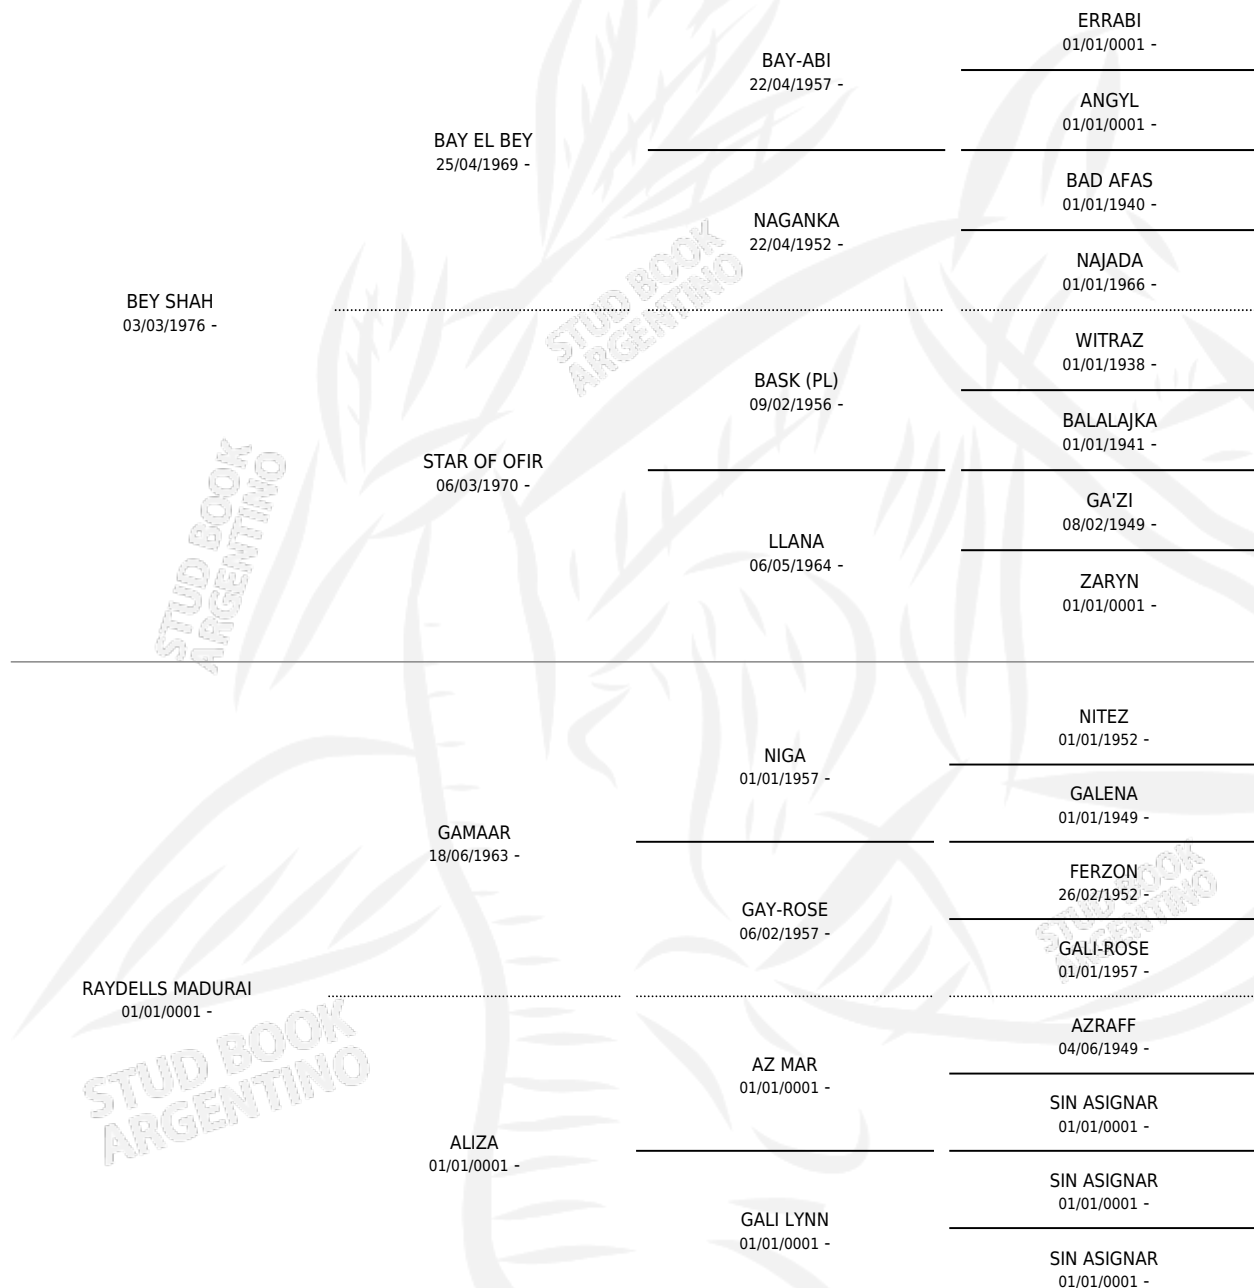 ERRABI
01/01/0001 -
BAY-ABI
22/04/1957 -
ANGYL
01/01/0001 -
BAY EL BEY
25/04/1969 -
BAD AFAS
01/01/1940 -
NAGANKA
22/04/1952 -
NAJADA
01/01/1966 -
BEY SHAH
03/03/1976 -
WITRAZ
01/01/1938 -
BASK (PL)
09/02/1956 -
BALALAJKA
01/01/1941 -
STAR OF OFIR
06/03/1970 -
GA'ZI
08/02/1949 -
LLANA
06/05/1964 -
ZARYN
01/01/0001 -
NITEZ
01/01/1952 -
NIGA
01/01/1957 -
GALENA
01/01/1949 -
GAMAAR
18/06/1963 -
FERZON
26/02/1952 -
GAY-ROSE
06/02/1957 -
GALI-ROSE
01/01/1957 -
RAYDELLS MADURAI
01/01/0001 -
AZRAFF
04/06/1949 -
AZ MAR
01/01/0001 -
SIN ASIGNAR
01/01/0001 -
ALIZA
01/01/0001 -
SIN ASIGNAR
01/01/0001 -
GALI LYNN
01/01/0001 -
SIN ASIGNAR
01/01/0001 -
STUD BOOK
ARGENTINO
STUD BOOK
ARGENTINO
STUD BOOK
ARGENTINO
STUD BOOK
ARGENTINO